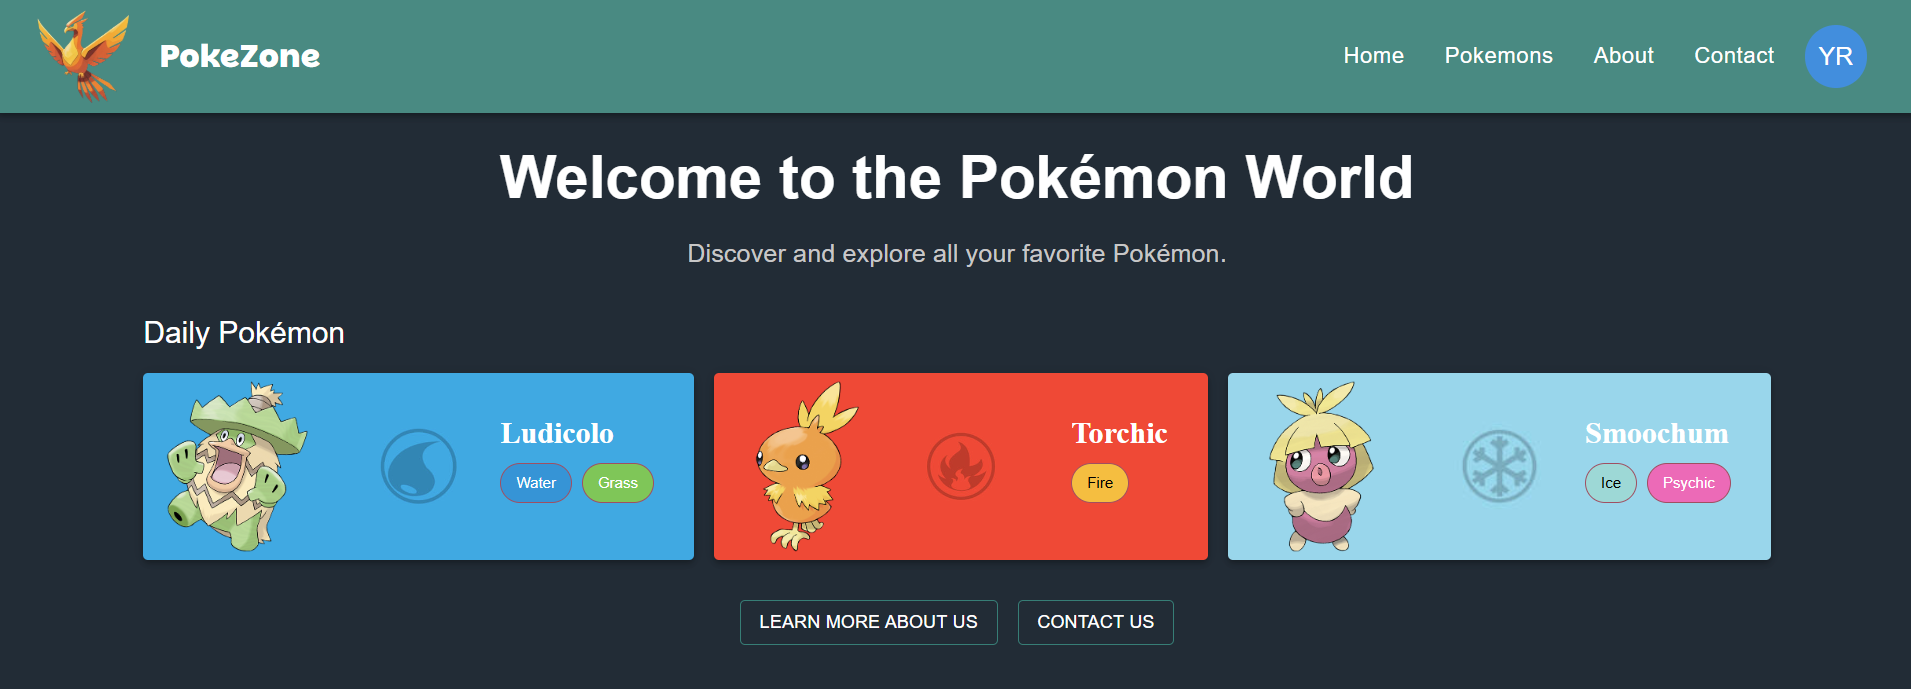 PokeZone
Home Pokemons About Contact YR
Welcome to the Pokémon World
Discover and explore all your favorite Pokémon.
Daily Pokémon
Ludicolo
Water Grass
Torchic
Fire
Smoochum
Ice Psychic
LEARN MORE ABOUT US
CONTACT US